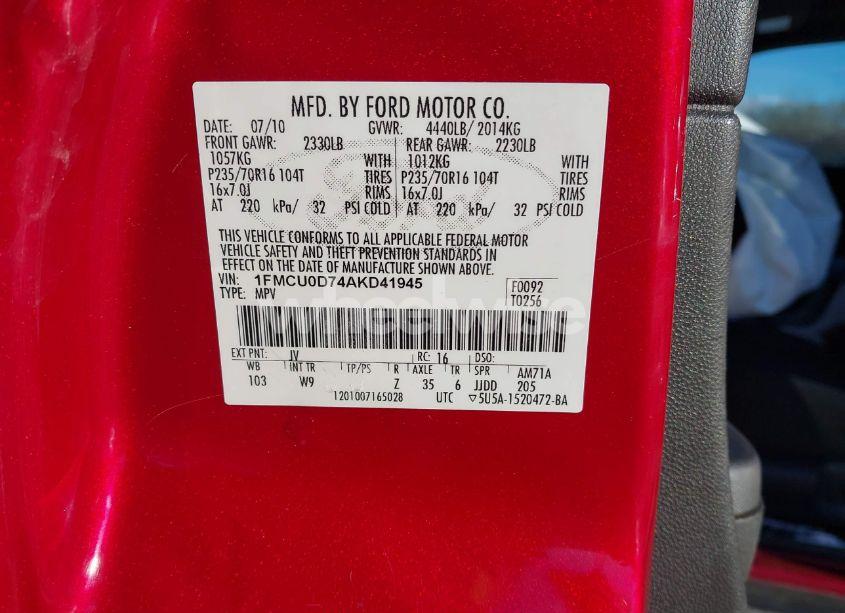 MFD. BY FORD MOTOR CO.
DATE: 07/10 GVWR: 4440LB/ 2014KG
FRONT GAWR: 2330LB REAR GAWR: 2230LB
1057KG WITH 1012KG WITH
P235/70R16 104T TIRES P235/70R16 104T TIRES
16x7.0J RIMS 16x7.0J RIMS
AT 220 kPa/ 32 PSI COLD AT 220 kPa/ 32 PSI COLD
THIS VEHICLE CONFORMS TO ALL APPLICABLE FEDERAL MOTOR
VEHICLE SAFETY AND THEFT PREVENTION STANDARDS IN
EFFECT ON THE DATE OF MANUFACTURE SHOWN ABOVE.
VIN: 1FMCU0D74AKD41945 F0092
TYPE: MPV T0256
wheelwise
EXT PNT: JV RC: 16 DSO:
WB INT TR TP/PS R AXLE TR SPR AM71A
103 W9 Z 35 6 JJDD 205
1201007165028 UTC ▽5U5A-1520472-BA